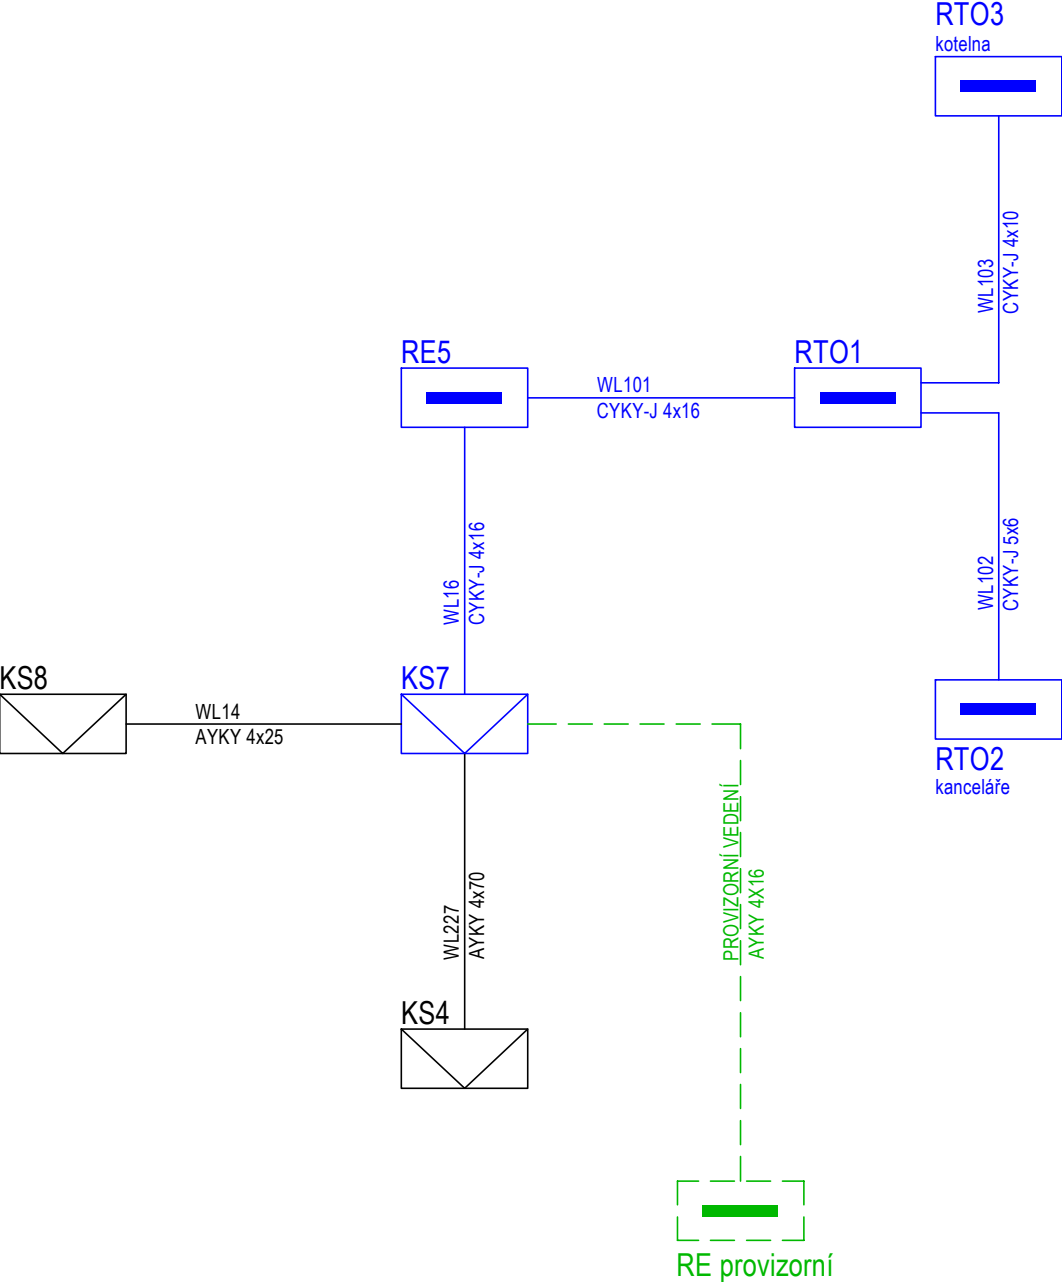 RTO3
kotelna
WL103
CYKY-J 4x10
RE5
RTO1
WL101
CYKY-J 4x16
WL16
CYKY-J 4x16
WL102
CYKY-J 5x6
KS8
KS7
WL14
AYKY 4x25
RTO2
kanceláře
PROVIZORNÍ VEDENÍ
AYKY 4X16
WL227
AYKY 4x70
KS4
RE provizorní